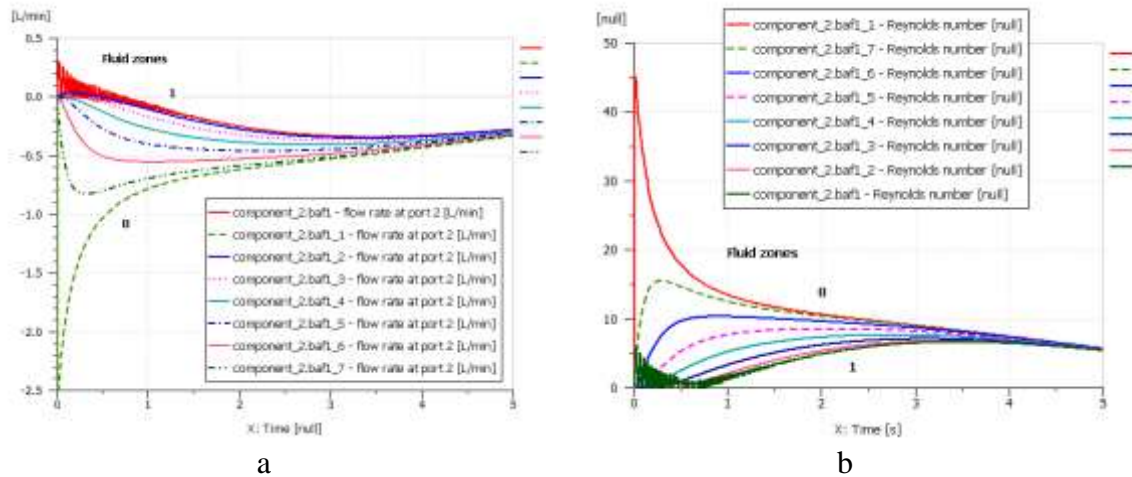 [L/min]
0.5
0.0
-0.5
-1.0
-1.5
-2.0
-2.5
Fluid zones
1
0
component_2.baf1 - flow rate at port 2 [L/min]
component_2.baf1_1 - flow rate at port 2 [L/min]
component_2.baf1_2 - flow rate at port 2 [L/min]
component_2.baf1_3 - flow rate at port 2 [L/min]
component_2.baf1_4 - flow rate at port 2 [L/min]
component_2.baf1_5 - flow rate at port 2 [L/min]
component_2.baf1_6 - flow rate at port 2 [L/min]
component_2.baf1_7 - flow rate at port 2 [L/min]
0 1 2 3 4 5
X: Time [null]
a
[null]
50
40
30
20
10
0
component_2.baf1_1 - Reynolds number [null]
component_2.baf1_7 - Reynolds number [null]
component_2.baf1_6 - Reynolds number [null]
component_2.baf1_5 - Reynolds number [null]
component_2.baf1_4 - Reynolds number [null]
component_2.baf1_3 - Reynolds number [null]
component_2.baf1_2 - Reynolds number [null]
component_2.baf1 - Reynolds number [null]
Fluid zones
0
1
0 1 2 3 4 5
X: Time [s]
b